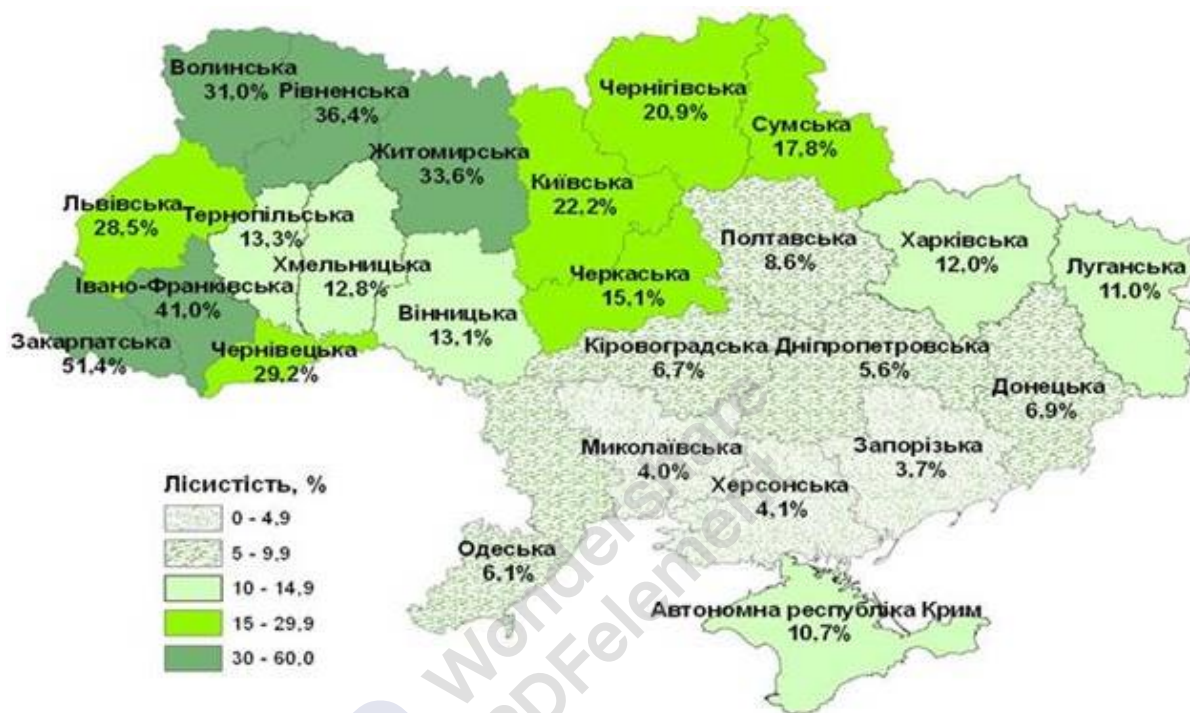 Волинська
31,0%
Рівненська
36,4%
Житомирська
33,6%
Чернігівська
20,9%
Сумська
17,8%
Київська
22,2%
Львівська
28,5%
Тернопільська
13,3%
Хмельницька
12,8%
Івано-Франківська
41,0%
Закарпатська
51,4%
Чернівецька
29,2%
Вінницька
13.1%
Черкаська
15,1%
Полтавська
8.6%
Харківська
12.0%
Луганська
11.0%
Кіровоградська
6.7%
Дніпропетровська
5.6%
Донецька
6.9%
Миколаївська
4.0%
Запорізька
3.7%
Херсонська
4.1%
Одеська
6.1%
Автономна республіка Крим
10.7%
Лісистість, %
0 - 4.9
5 - 9.9
10 - 14,9
15 - 29,9
30 - 60,0
Wondershare
PDFelement